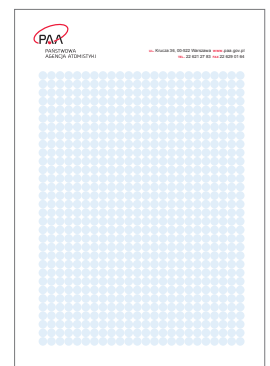 PAA
PAŃSTWOWA
AGENCJA ATOMISTYKI
UL. Krucza 36, 00-522 Warszawa WWW. paa.gov.pl
TEL. 22 621 27 83 FAX 22 629 01 64